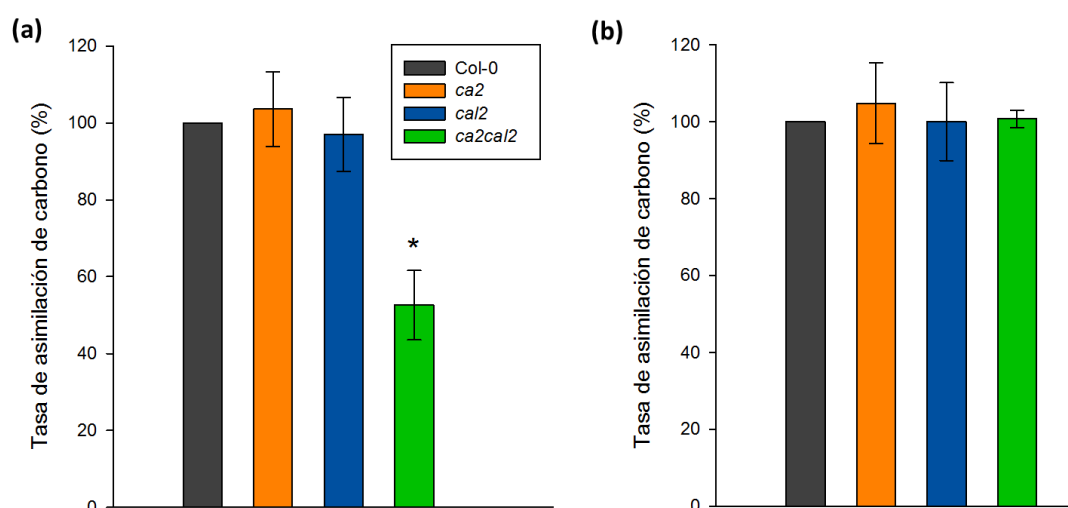 (a)
Tasa de asimilación de carbono (%)
120
100
80
60
40
20
0
Col-0
ca2
cal2
ca2cal2
*
(b)
Tasa de asimilación de carbono (%)
120
100
80
60
40
20
0